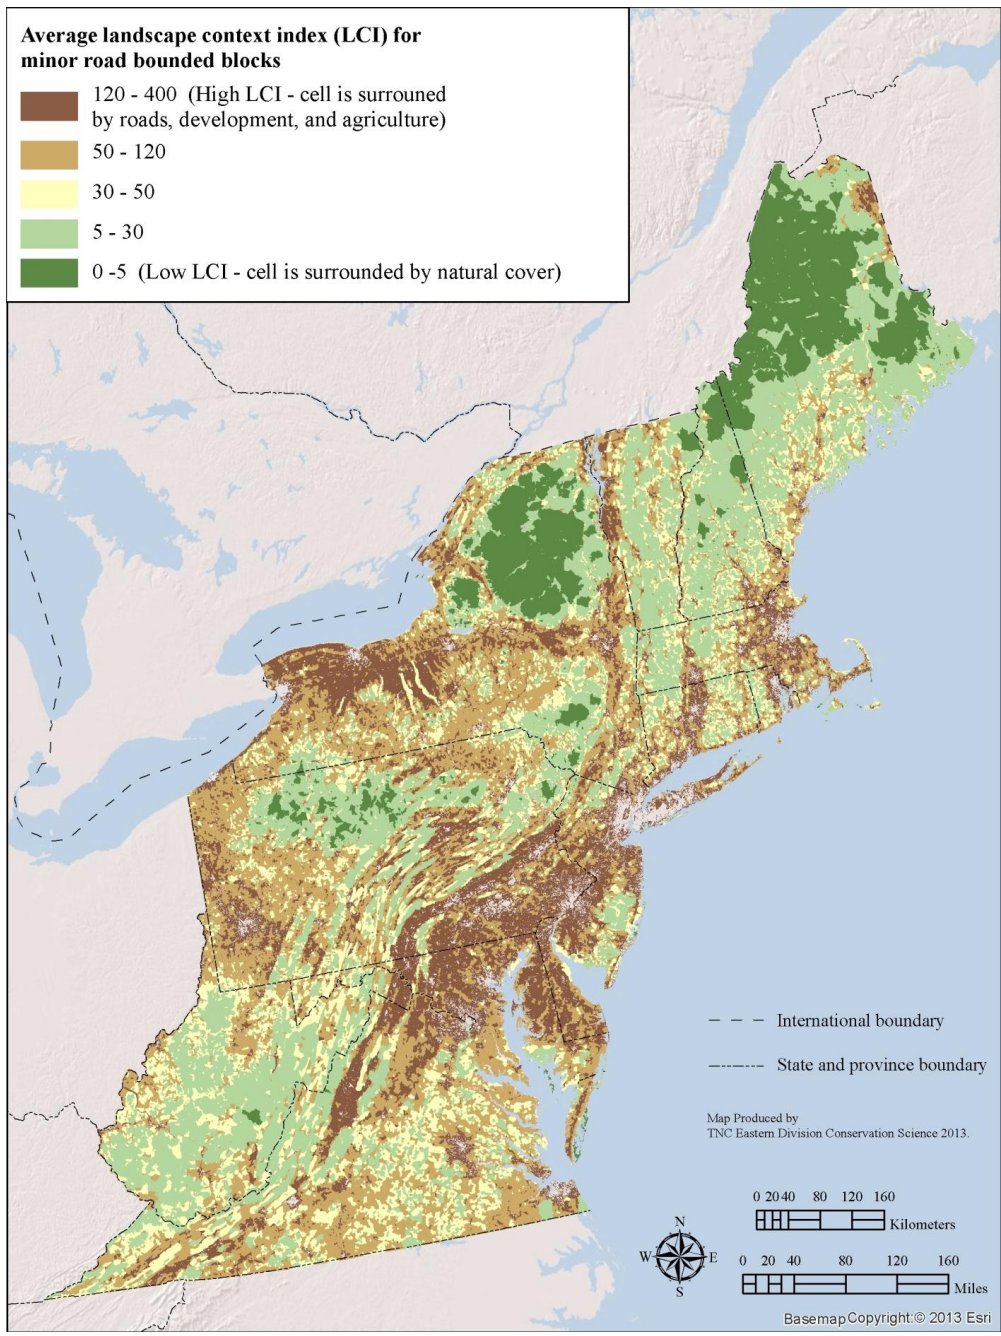 Average landscape context index (LCI) for
minor road bounded blocks
120 - 400  (High LCI - cell is surrouned
by roads, development, and agriculture)
50 - 120
30 - 50
5 - 30
0 -5  (Low LCI - cell is surrounded by natural cover)
International boundary
State and province boundary
Map Produced by
TNC Eastern Division Conservation Science 2013.
0 20 40 80 120 160
Kilometers
N
W E
S
0 20 40 80 120 160
Miles
Basemap Copyright:© 2013 Esri